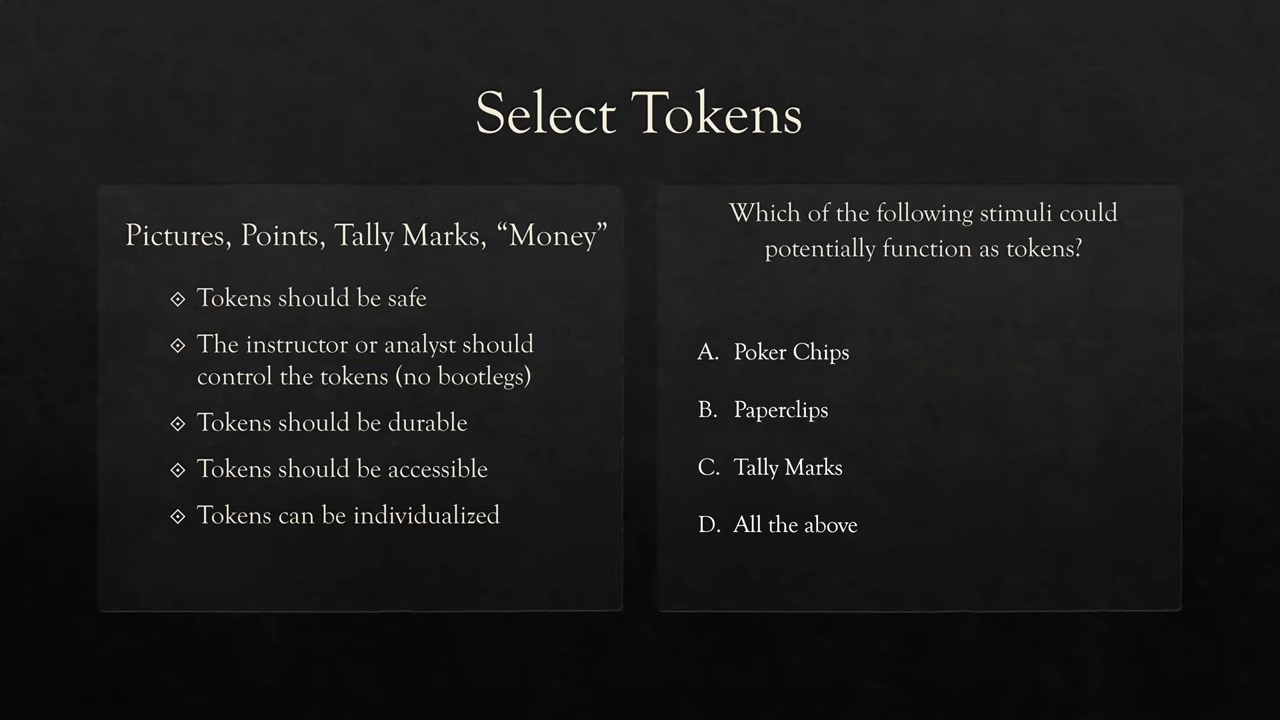 Select Tokens
Pictures, Points, Tally Marks, “Money”
Tokens should be safe
The instructor or analyst should
control the tokens (no bootlegs)
Tokens should be durable
Tokens should be accessible
Tokens can be individualized
Which of the following stimuli could
potentially function as tokens?
A. Poker Chips
B. Paperclips
C. Tally Marks
D. All the above